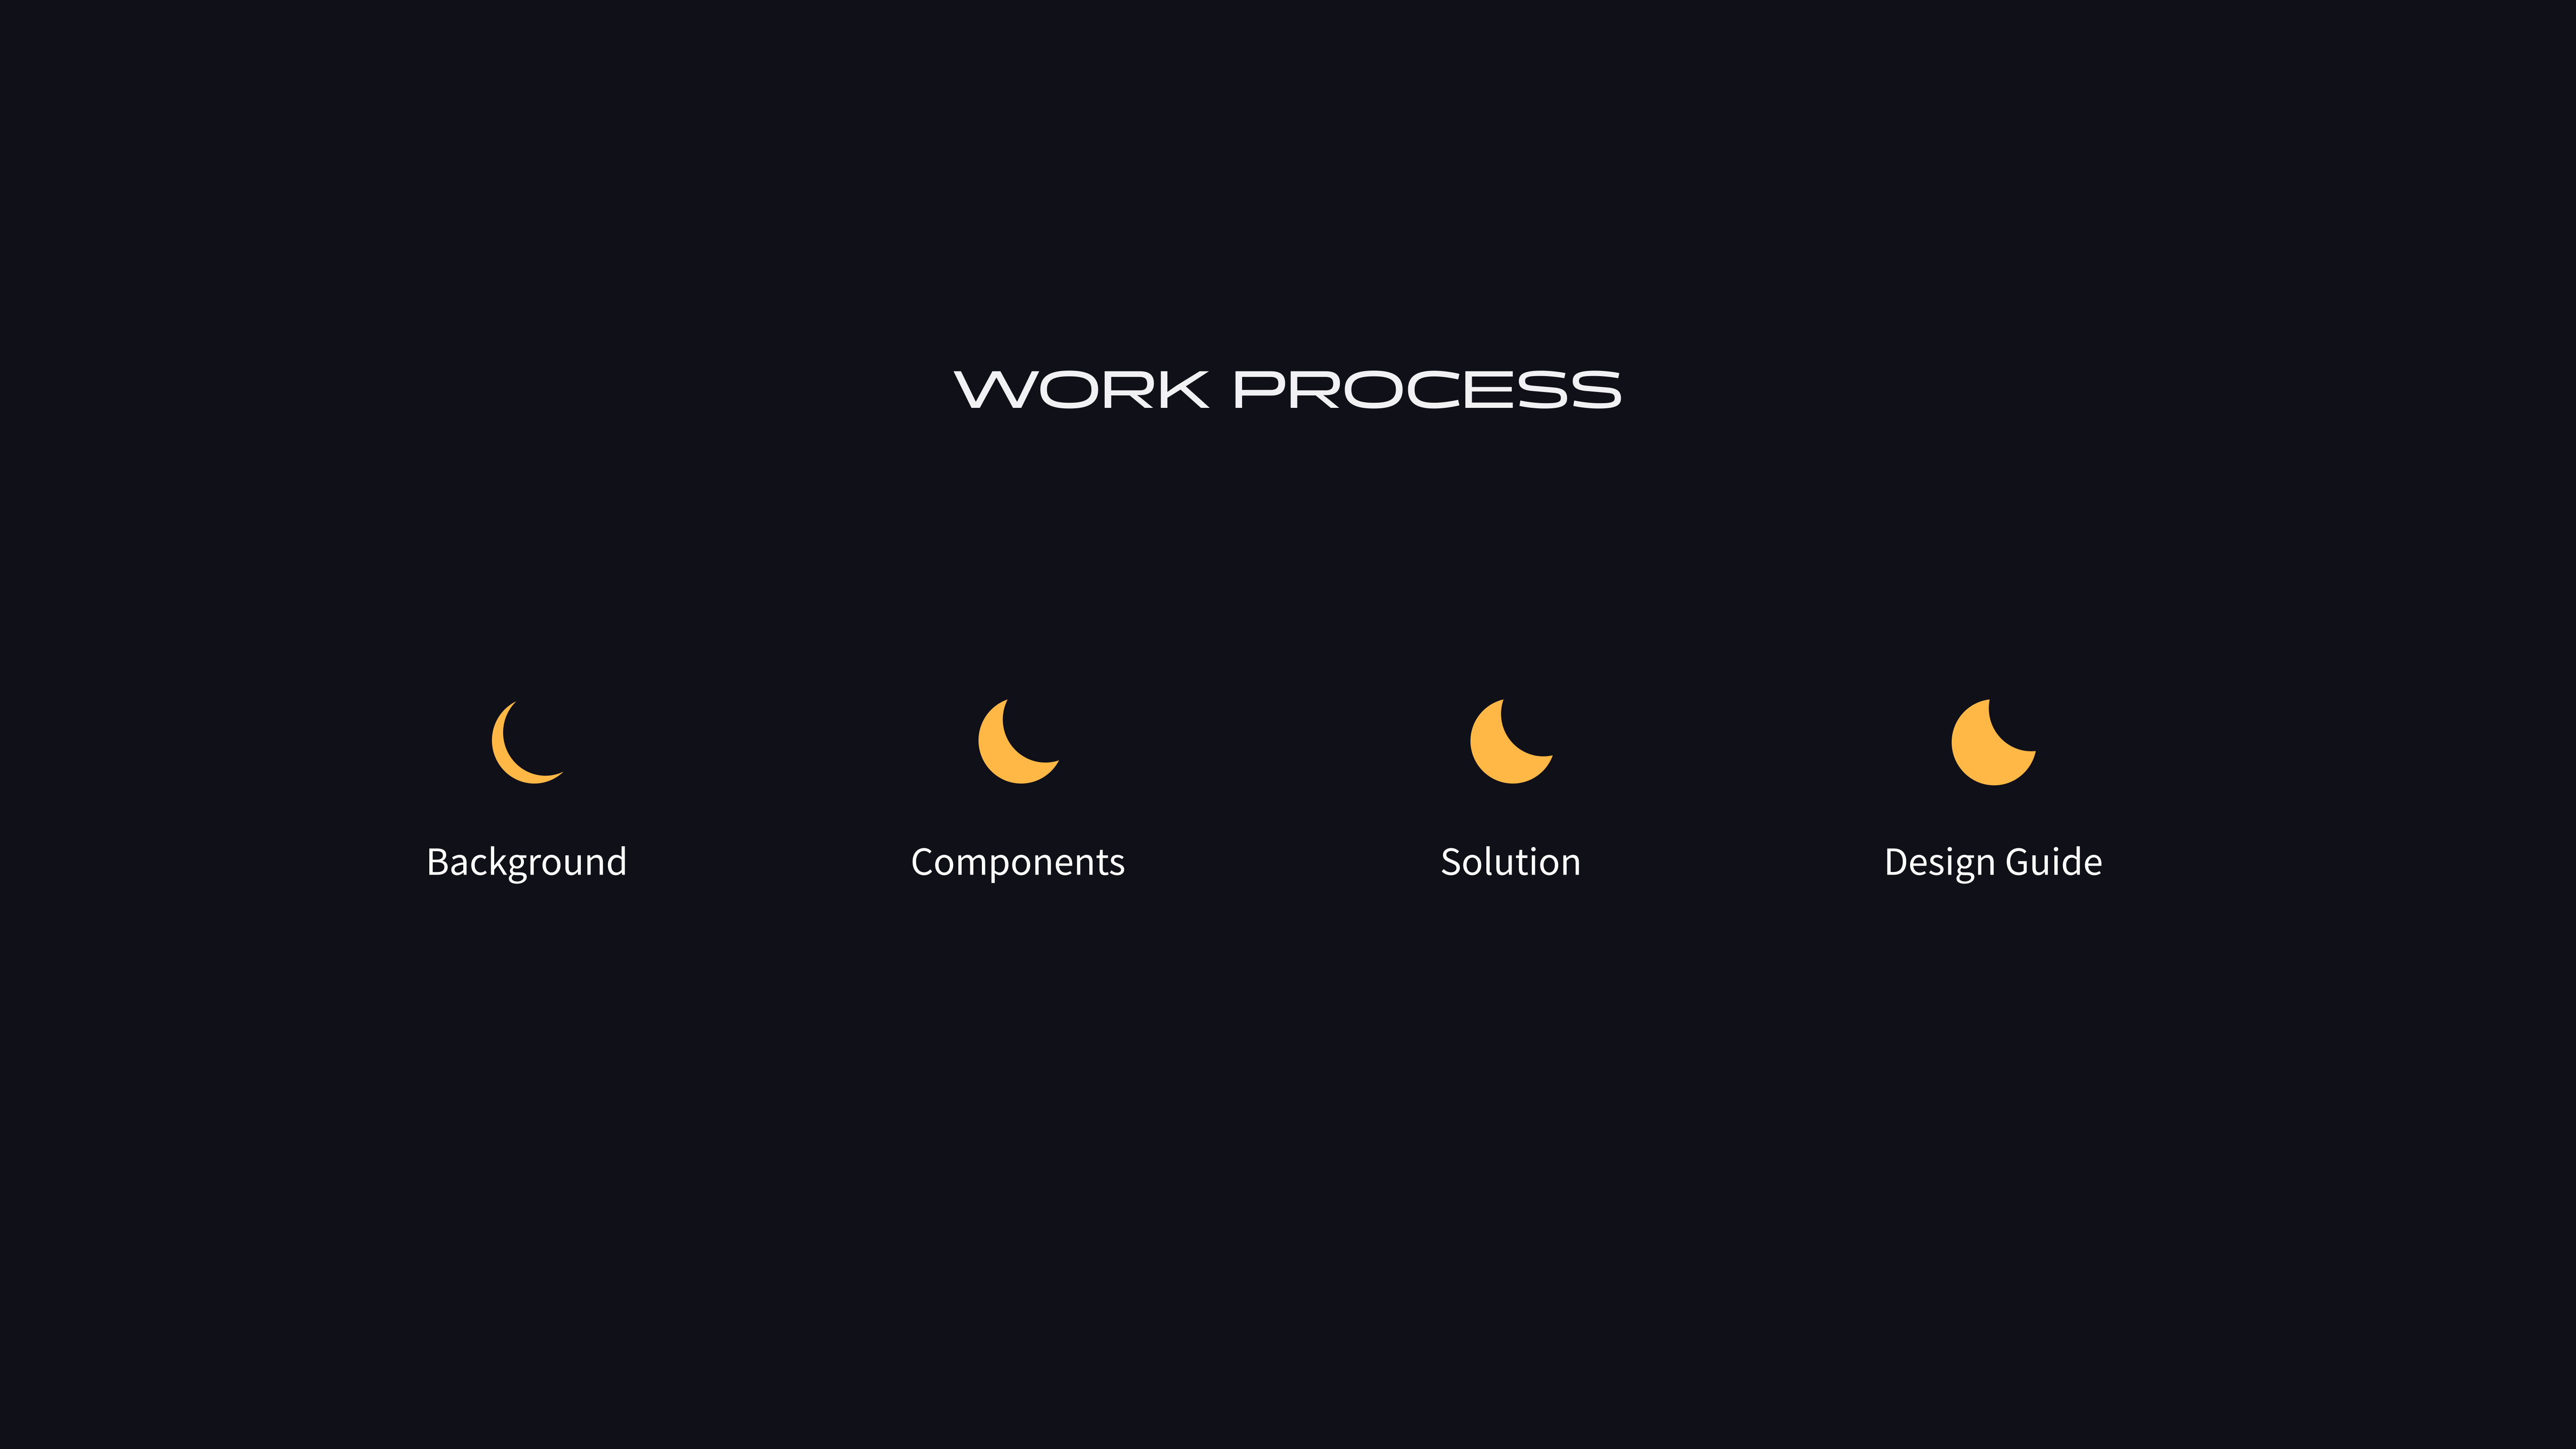 WORK PROCESS
Background
Components
Solution
Design Guide